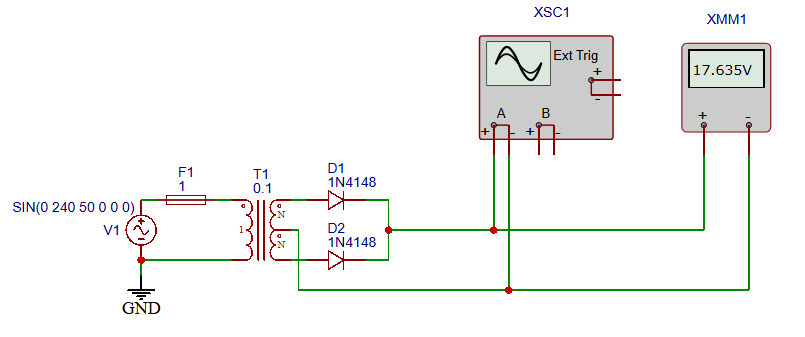 XSC1
XMM1
Ext Trig
17.635V
+
-
A
B
+
-
+
-
+
-
F1
1
T1
0.1
D1
1N4148
SIN(0 240 50 0 0 0)
V1
1
N
N
D2
1N4148
GND